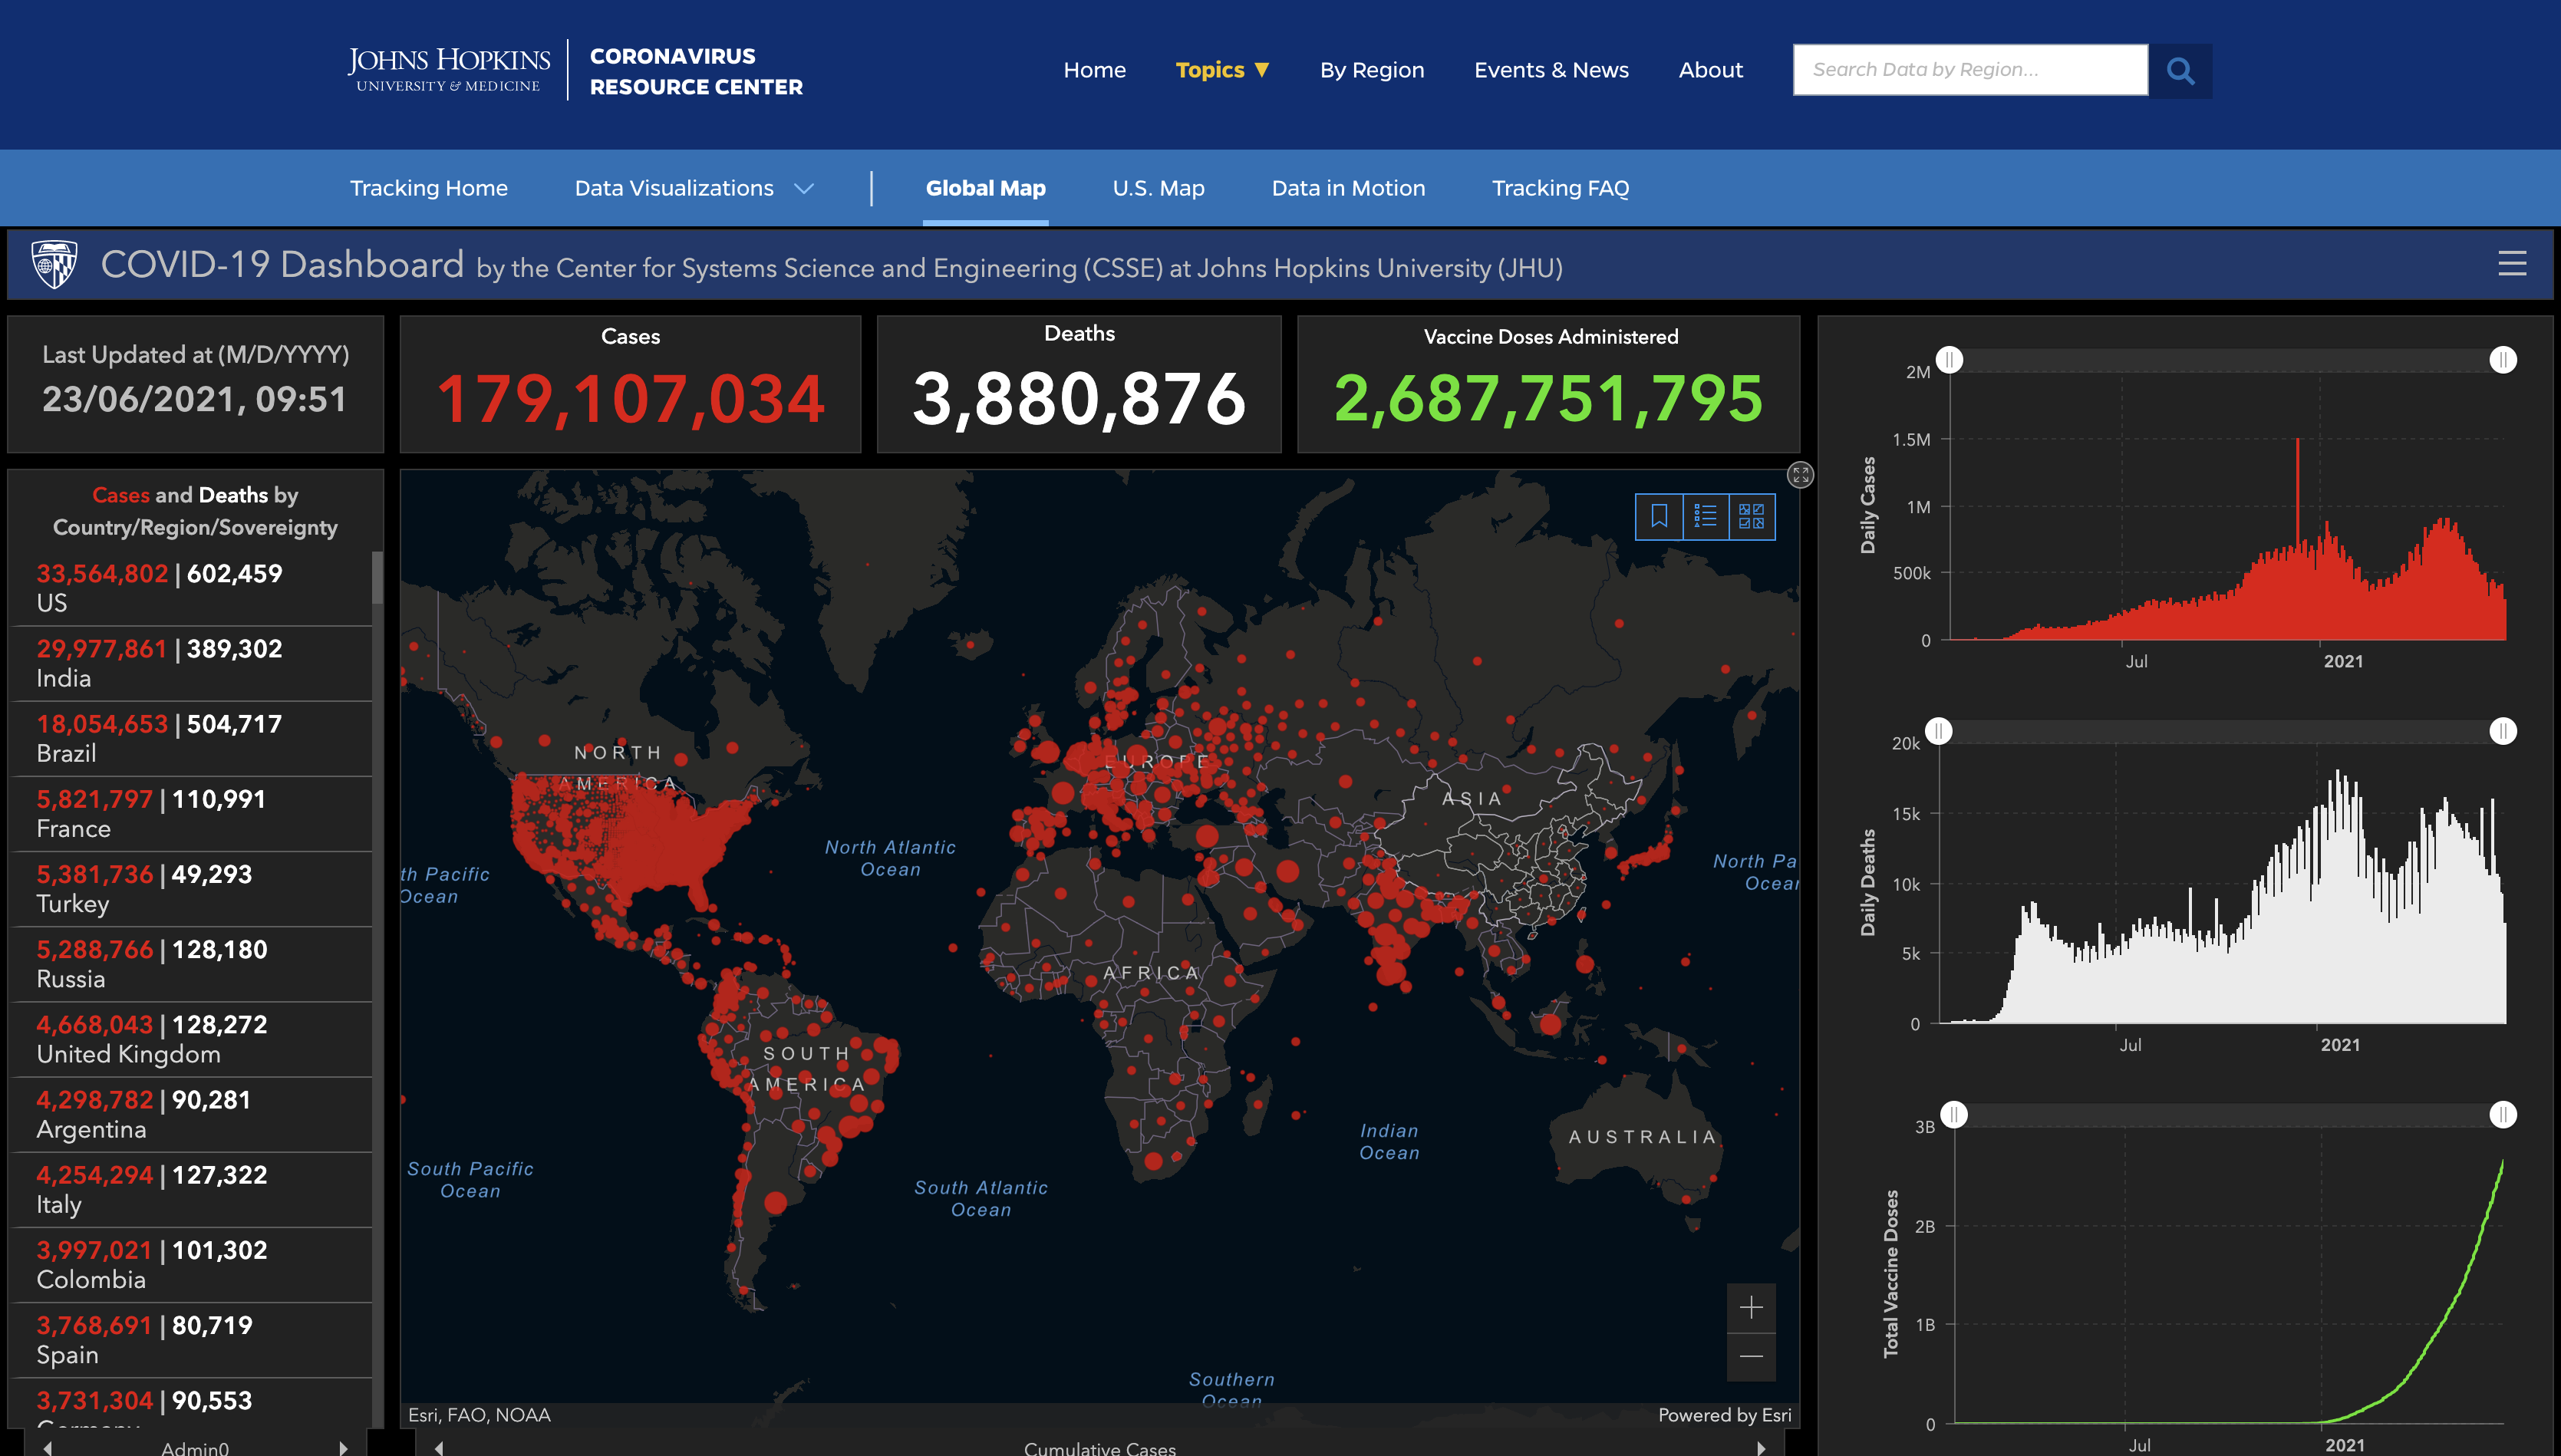 JOHNS HOPKINS
UNIVERSITY & MEDICINE
CORONAVIRUS
RESOURCE CENTER
Home
Topics ▼
By Region
Events & News
About
Search Data by Region...
Tracking Home
Data Visualizations
Global Map
U.S. Map
Data in Motion
Tracking FAQ
COVID-19 Dashboard by the Center for Systems Science and Engineering (CSSE) at Johns Hopkins University (JHU)
Last Updated at (M/D/YYYY)
23/06/2021, 09:51
Cases
179,107,034
Deaths
3,880,876
Vaccine Doses Administered
2,687,751,795
Cases and Deaths by
Country/Region/Sovereignty
33,564,802 | 602,459
US
29,977,861 | 389,302
India
18,054,653 | 504,717
Brazil
5,821,797 | 110,991
France
5,381,736 | 49,293
Turkey
5,288,766 | 128,180
Russia
4,668,043 | 128,272
United Kingdom
4,298,782 | 90,281
Argentina
4,254,294 | 127,322
Italy
3,997,021 | 101,302
Colombia
3,768,691 | 80,719
Spain
3,731,304 | 90,553
Germany
Admin0
NORTH
AMERICA
EUROPE
ASIA
North Atlantic
Ocean
th Pacific
Ocean
North Pa
Ocean
AFRICA
SOUTH
AMERICA
Indian
Ocean
AUSTRALIA
South Pacific
Ocean
South Atlantic
Ocean
Southern
Ocean
Esri, FAO, NOAA
Powered by Esri
Cumulative Cases
Daily Cases
2M
1.5M
1M
500k
0
Jul
2021
Daily Deaths
20k
15k
10k
5k
0
Jul
2021
Total Vaccine Doses
3B
2B
1B
0
Jul
2021